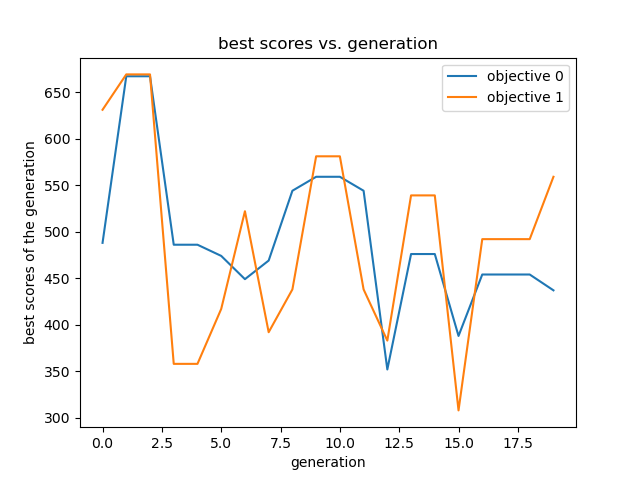 best scores vs. generation
objective 0
objective 1
best scores of the generation
650
600
550
500
450
400
350
300
0.0 2.5 5.0 7.5 10.0 12.5 15.0 17.5
generation